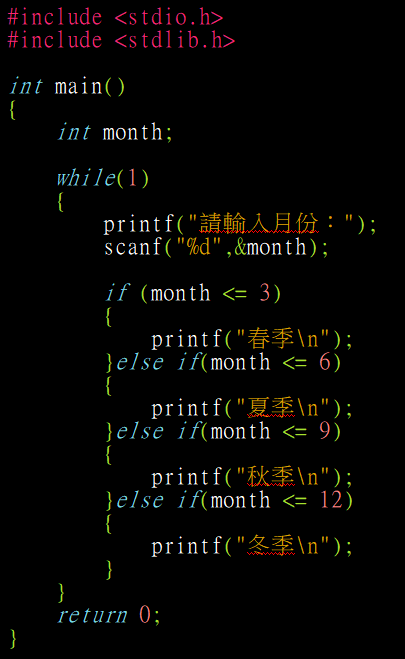 #include <stdio.h>
#include <stdlib.h>
int main()
{
int month;
while(1)
{
printf("請輸入月份：");
scanf("%d",&month);
if (month <= 3)
{
printf("春季\n");
}else if(month <= 6)
{
printf("夏季\n");
}else if(month <= 9)
{
printf("秋季\n");
}else if(month <= 12)
{
printf("冬季\n");
}
}
return 0;
}